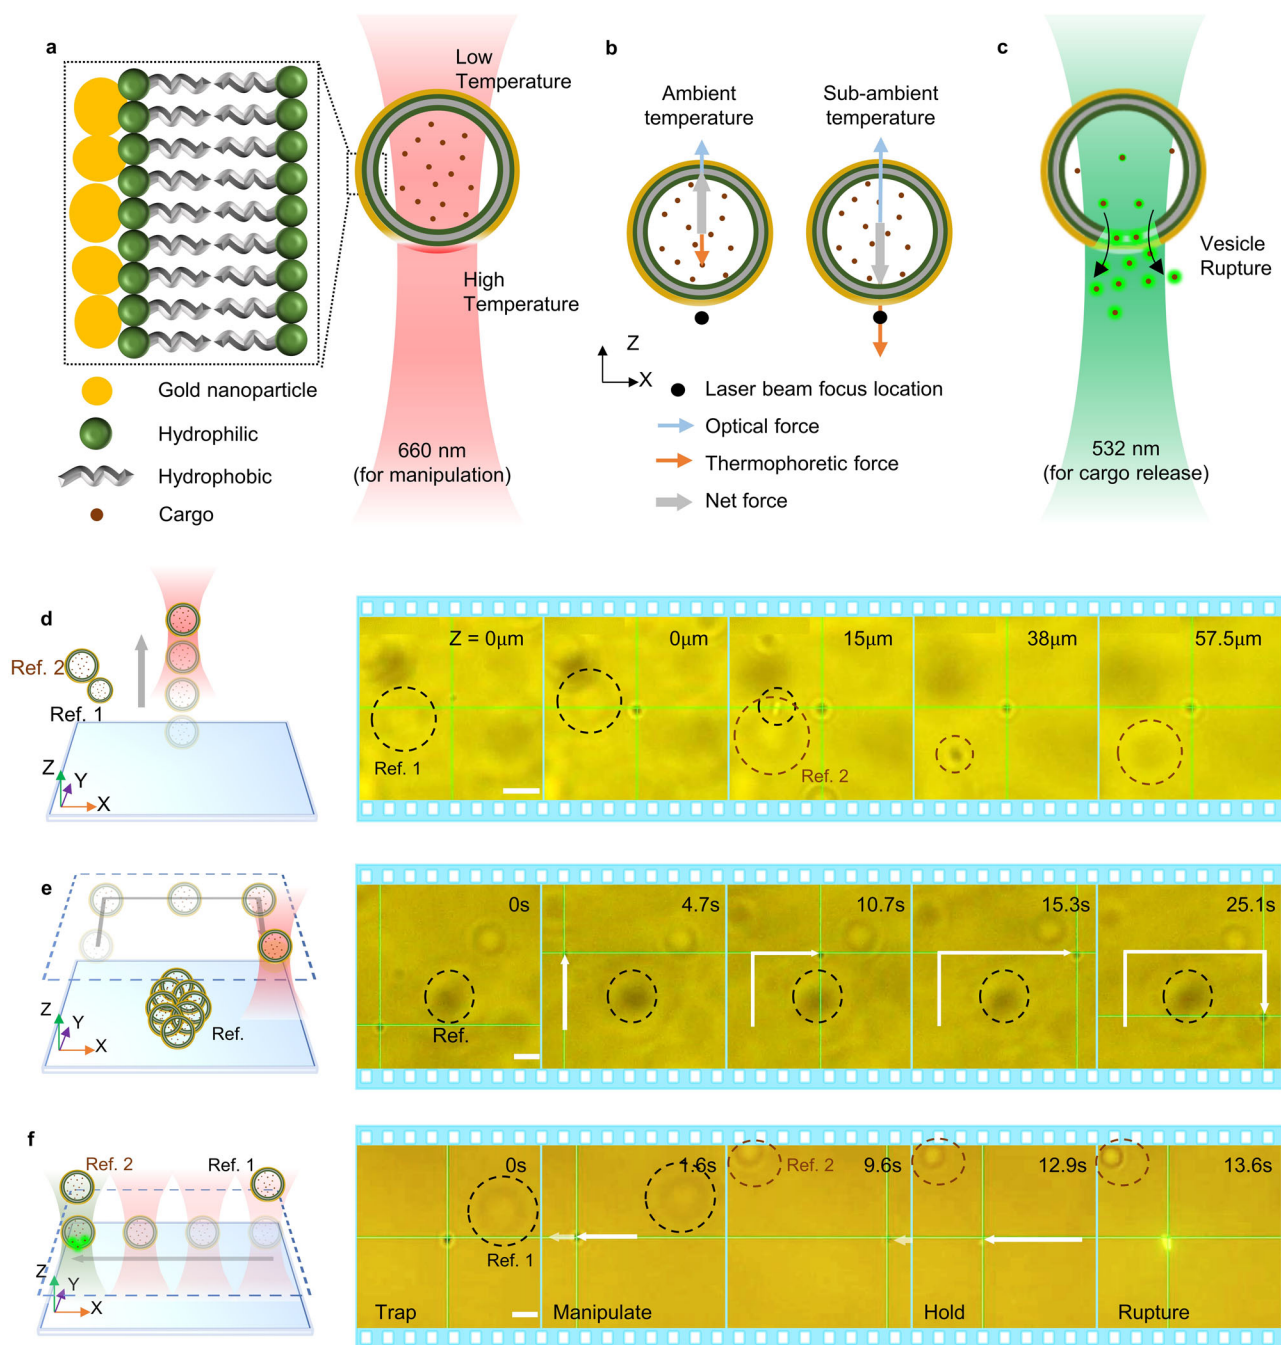 a
Low
Temperature
High
Temperature
660 nm
(for manipulation)
Gold nanoparticle
Hydrophilic
Hydrophobic
Cargo
b
Ambient
temperature
Sub-ambient
temperature
Z
X
Laser beam focus location
Optical force
Thermophoretic force
Net force
c
Vesicle
Rupture
532 nm
(for cargo release)
d
Ref. 2
Ref. 1
Z
Y
X
Z = 0µm
0µm
15µm
38µm
57.5µm
Ref. 1
Ref. 2
e
Ref.
Z
Y
X
0s
4.7s
10.7s
15.3s
25.1s
Ref.
f
Ref. 2
Ref. 1
Z
Y
X
0s
1.6s
9.6s
12.9s
13.6s
Ref. 2
Ref. 1
Trap
Manipulate
Hold
Rupture